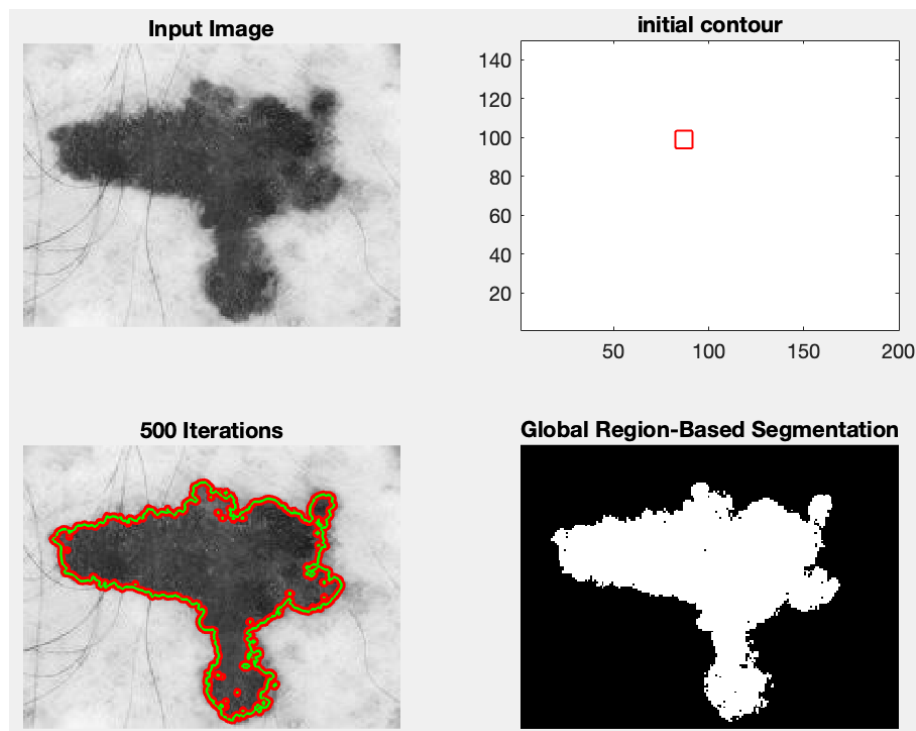 Input Image
initial contour
140
120
100
80
60
40
20
50 100 150 200
500 Iterations
Global Region-Based Segmentation